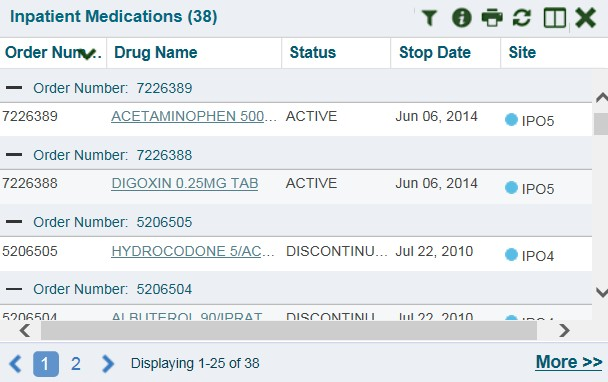 Inpatient Medications (38)
Order Num... Drug Name Status Stop Date Site
Order Number: 7226389
7226389 ACETAMINOPHEN 500... ACTIVE Jun 06, 2014 IPO5
Order Number: 7226388
7226388 DIGOXIN 0.25MG TAB ACTIVE Jun 06, 2014 IPO5
Order Number: 5206505
5206505 HYDROCODONE 5/AC... DISCONTINU... Jul 22, 2010 IPO4
Order Number: 5206504
5206504 ALBUTEROL 90/IPRAT DISCONTINU Jul 22, 2010 IPO4
1 2 Displaying 1-25 of 38 More >>